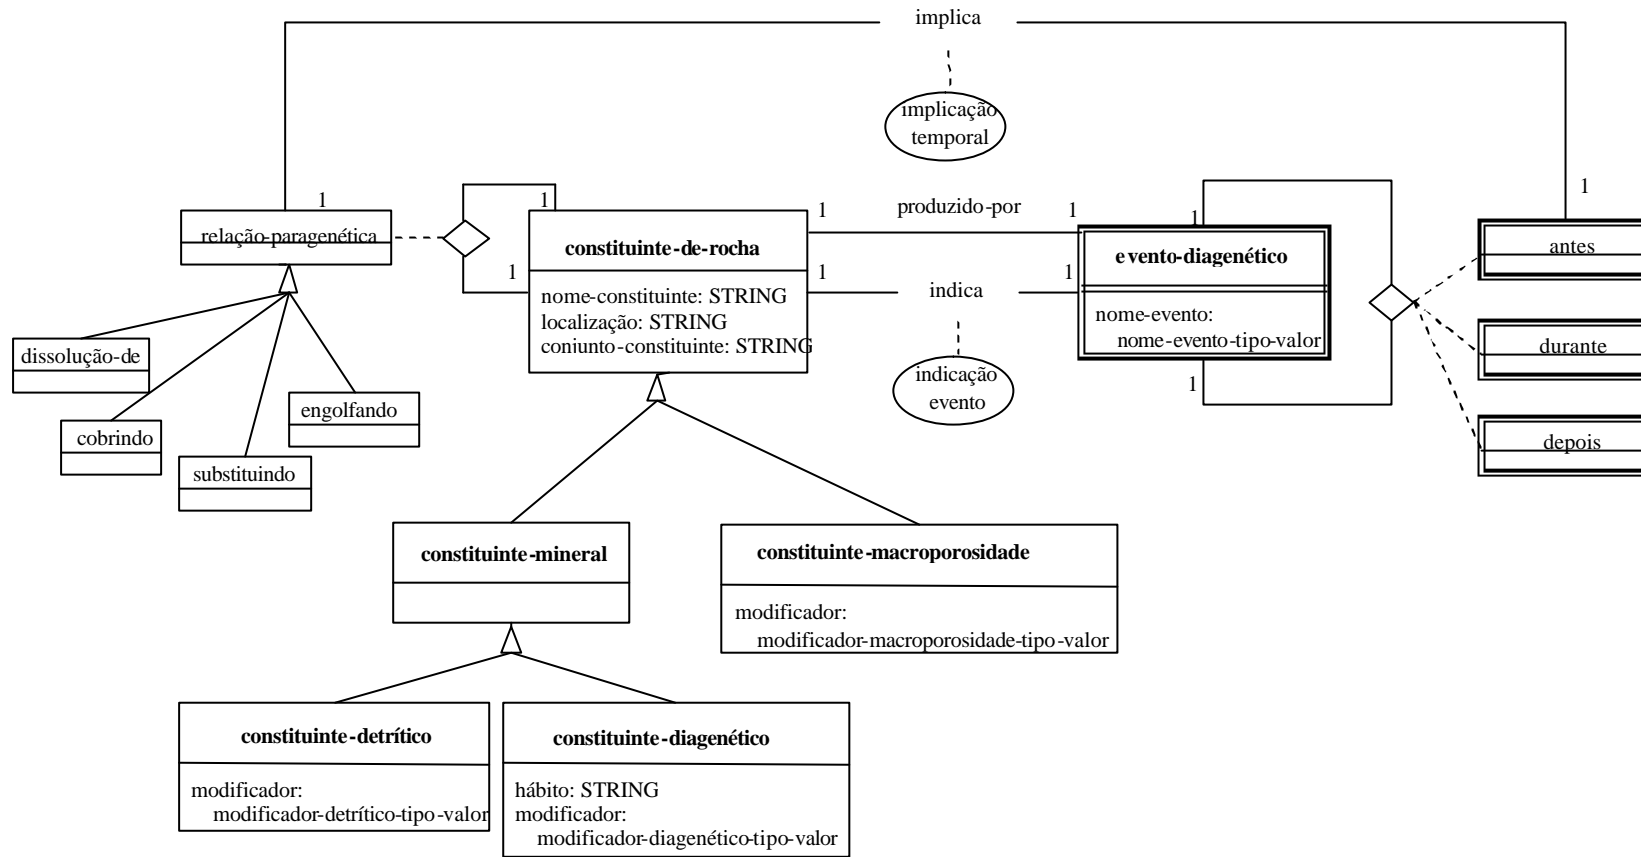 implica
implicação
temporal
1
1
relação-paragenética
1
1
constituinte-de-rocha
nome-constituinte: STRING
localização: STRING
coniunto-constituinte: STRING
1
produzido-por
1
1
indica
1
indicação
evento
1
evento-diagenético
nome-evento:
nome-evento-tipo-valor
1
antes
durante
depois
dissolução-de
cobrindo
substituindo
engolfando
constituinte-mineral
constituinte-macroporosidade
modificador:
modificador-macroporosidade-tipo-valor
constituinte-detrítico
modificador:
modificador-detrítico-tipo-valor
constituinte-diagenético
hábito: STRING
modificador:
modificador-diagenético-tipo-valor